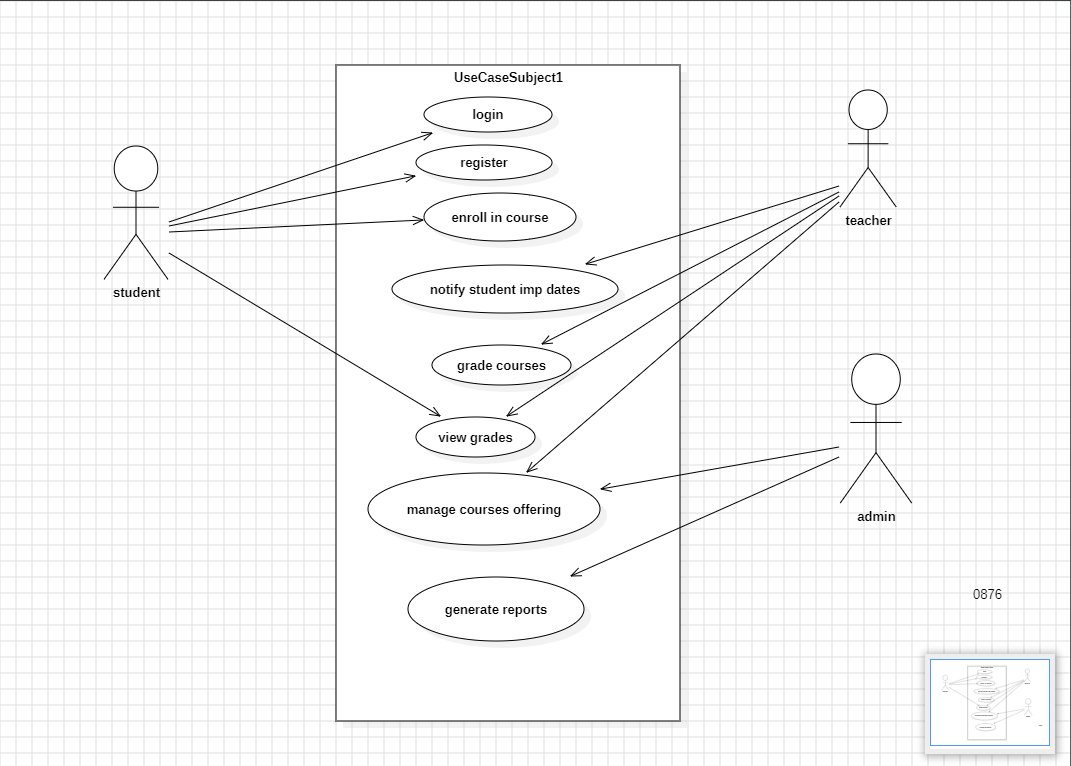 UseCaseSubject1
login
register
enroll in course
notify student imp dates
grade courses
view grades
manage courses offering
generate reports
student
teacher
admin
0876